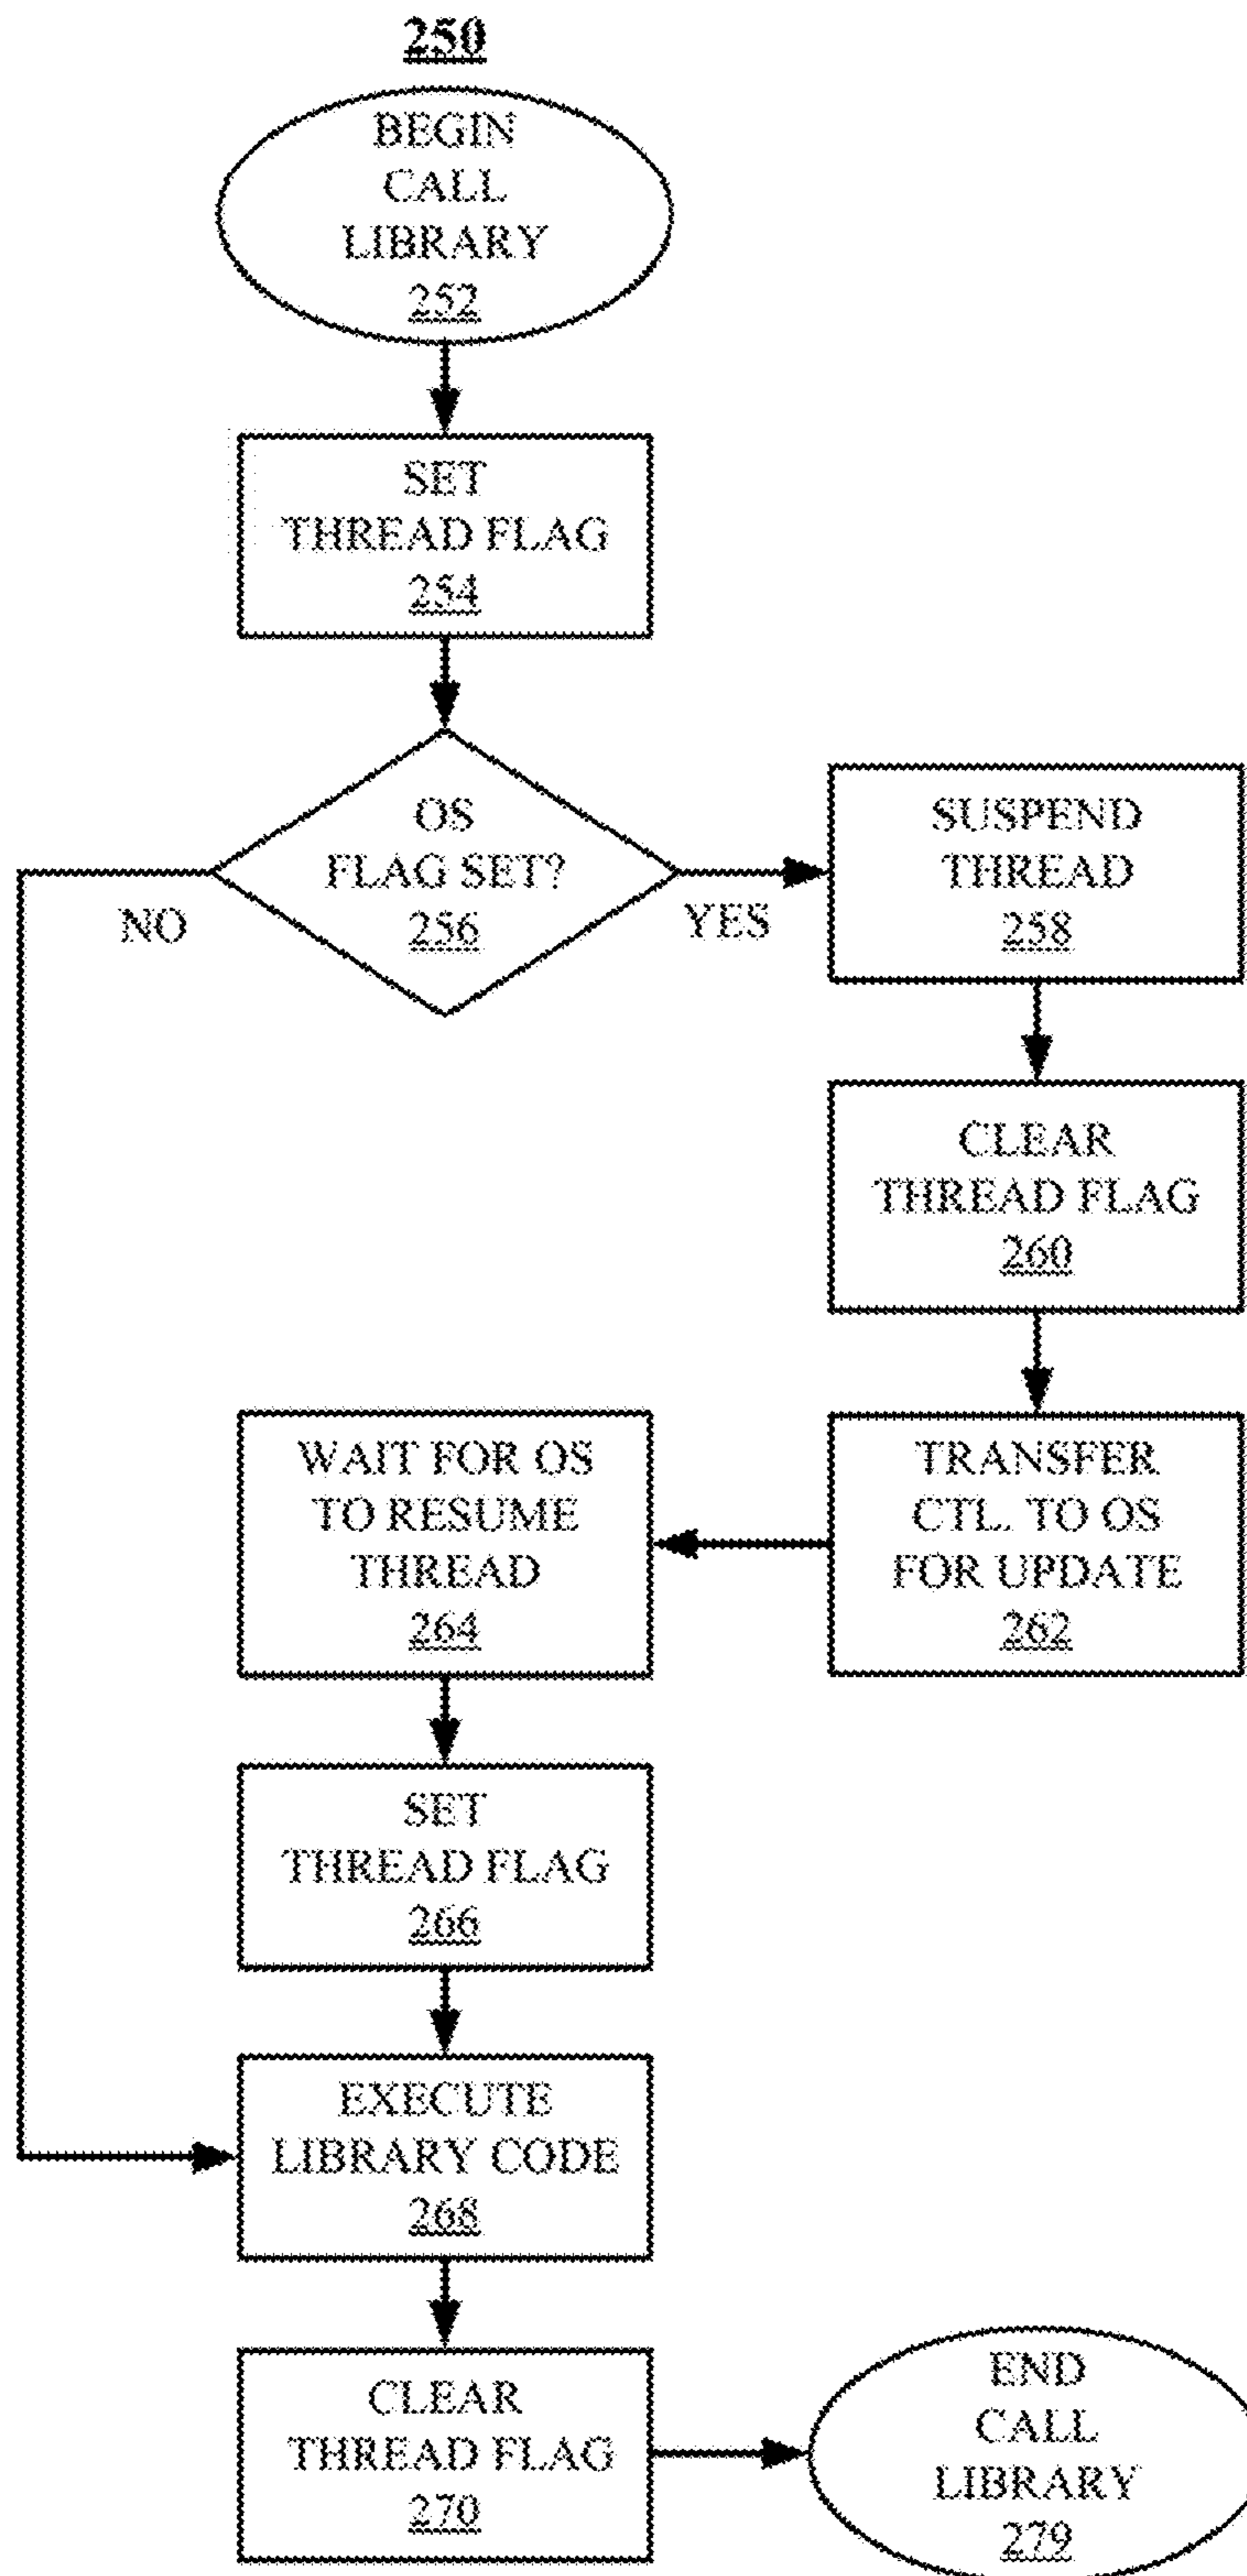 250
BEGIN
CALL
LIBRARY
252
SET
THREAD FLAG
254
OS
FLAG SET?
256
NO
YES
SUSPEND
THREAD
258
CLEAR
THREAD FLAG
260
TRANSFER
CTL. TO OS
FOR UPDATE
262
WAIT FOR OS
TO RESUME
THREAD
264
SET
THREAD FLAG
266
EXECUTE
LIBRARY CODE
268
CLEAR
THREAD FLAG
270
END
CALL
LIBRARY
279